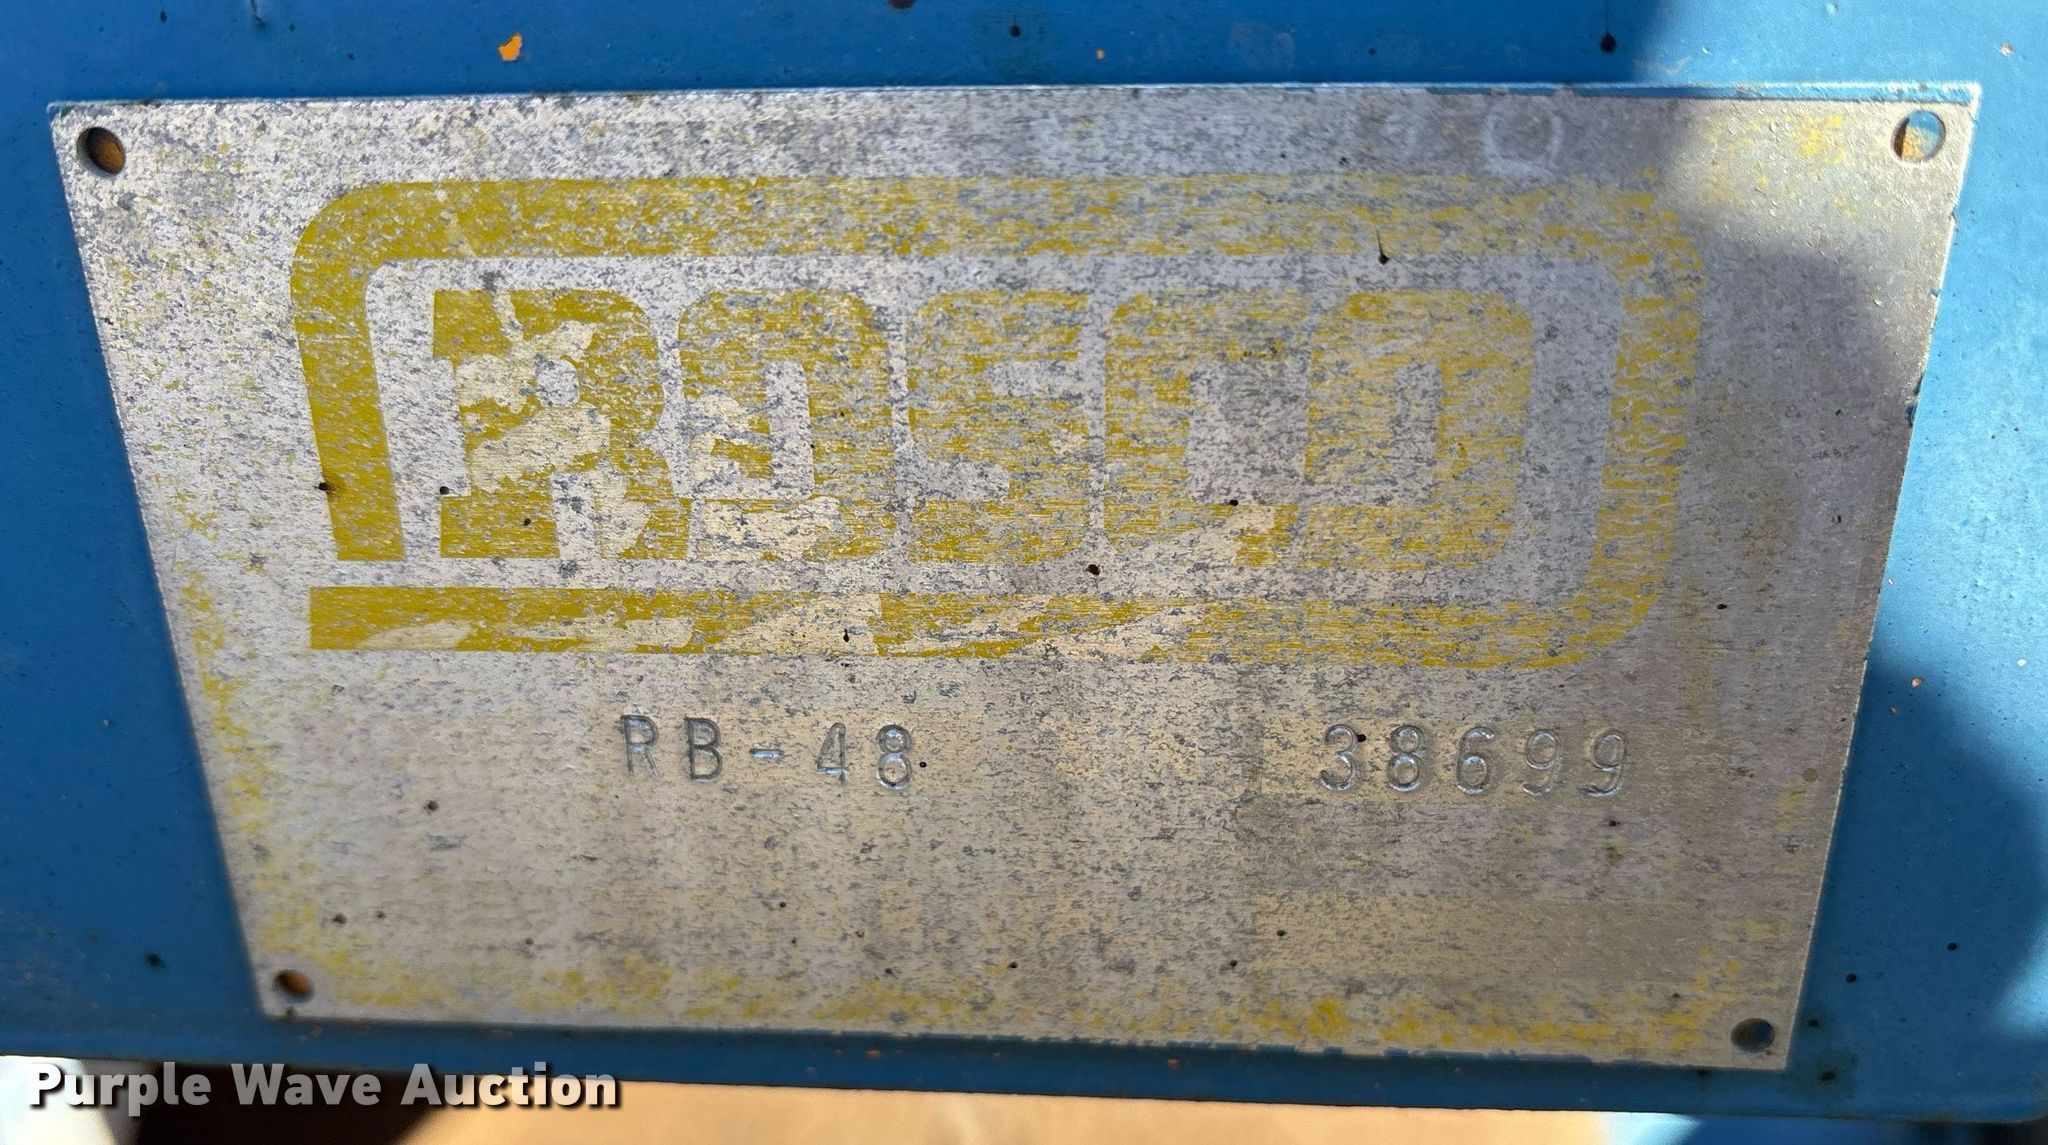 ROSCO
RB-48 38699
Purple Wave Auction